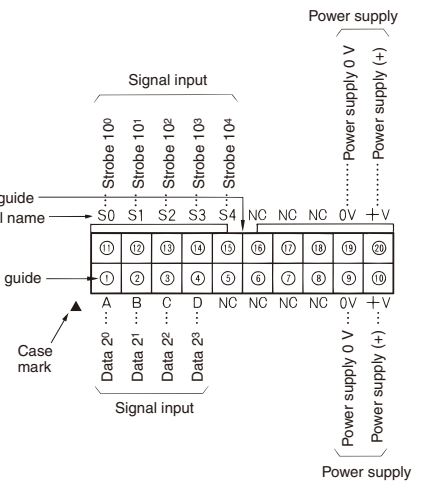 Power supply
Signal input
Strobe 10⁰
Strobe 10¹
Strobe 10²
Strobe 10³
Strobe 10⁴
Power supply 0 V
Power supply (+)
guide
l name
S0 S1 S2 S3 S4 NC NC NC 0V +V
⑪ ⑫ ⑬ ⑭ ⑮ ⑯ ⑰ ⑱ ⑲ ⑳
guide
① ② ③ ④ ⑤ ⑥ ⑦ ⑧ ⑨ ⑩
A B C D NC NC NC NC 0V +V
Case
mark
Data 2⁰
Data 2¹
Data 2²
Data 2³
Power supply 0 V
Power supply (+)
Signal input
Power supply